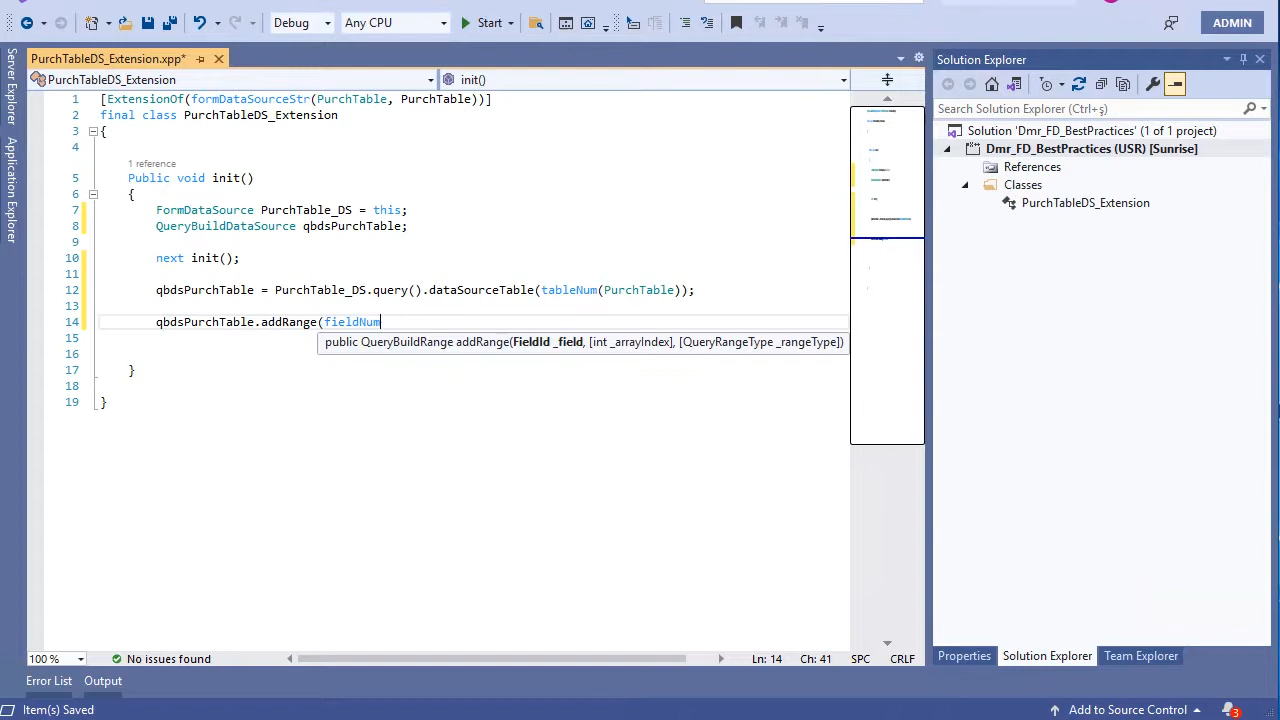 Debug
Any CPU
Start
ADMIN
PurchTableDS_Extension.xpp*
PurchTableDS_Extension
init()
1 [ExtensionOf(formDataSourceStr(PurchTable, PurchTable))]
2 final class PurchTableDS_Extension
3 {
4
1 reference
5 Public void init()
6 {
7 FormDataSource PurchTable_DS = this;
8 QueryBuildDataSource qbdsPurchTable;
9
10 next init();
11
12 qbdsPurchTable = PurchTable_DS.query().dataSourceTable(tableNum(PurchTable));
13
14 qbdsPurchTable.addRange(fieldNum
public QueryBuildRange addRange(FieldId _field, [int _arrayIndex], [QueryRangeType _rangeType])
15
16
17 }
18
19 }
100 %
No issues found
Ln: 14
Ch: 41
SPC
CRLF
Server Explorer
Application Explorer
Solution Explorer
Search Solution Explorer (Ctrl+ş)
Solution 'Dmr_FD_BestPractices' (1 of 1 project)
Dmr_FD_BestPractices (USR) [Sunrise]
References
Classes
PurchTableDS_Extension
Properties
Solution Explorer
Team Explorer
Error List
Output
Item(s) Saved
Add to Source Control
3